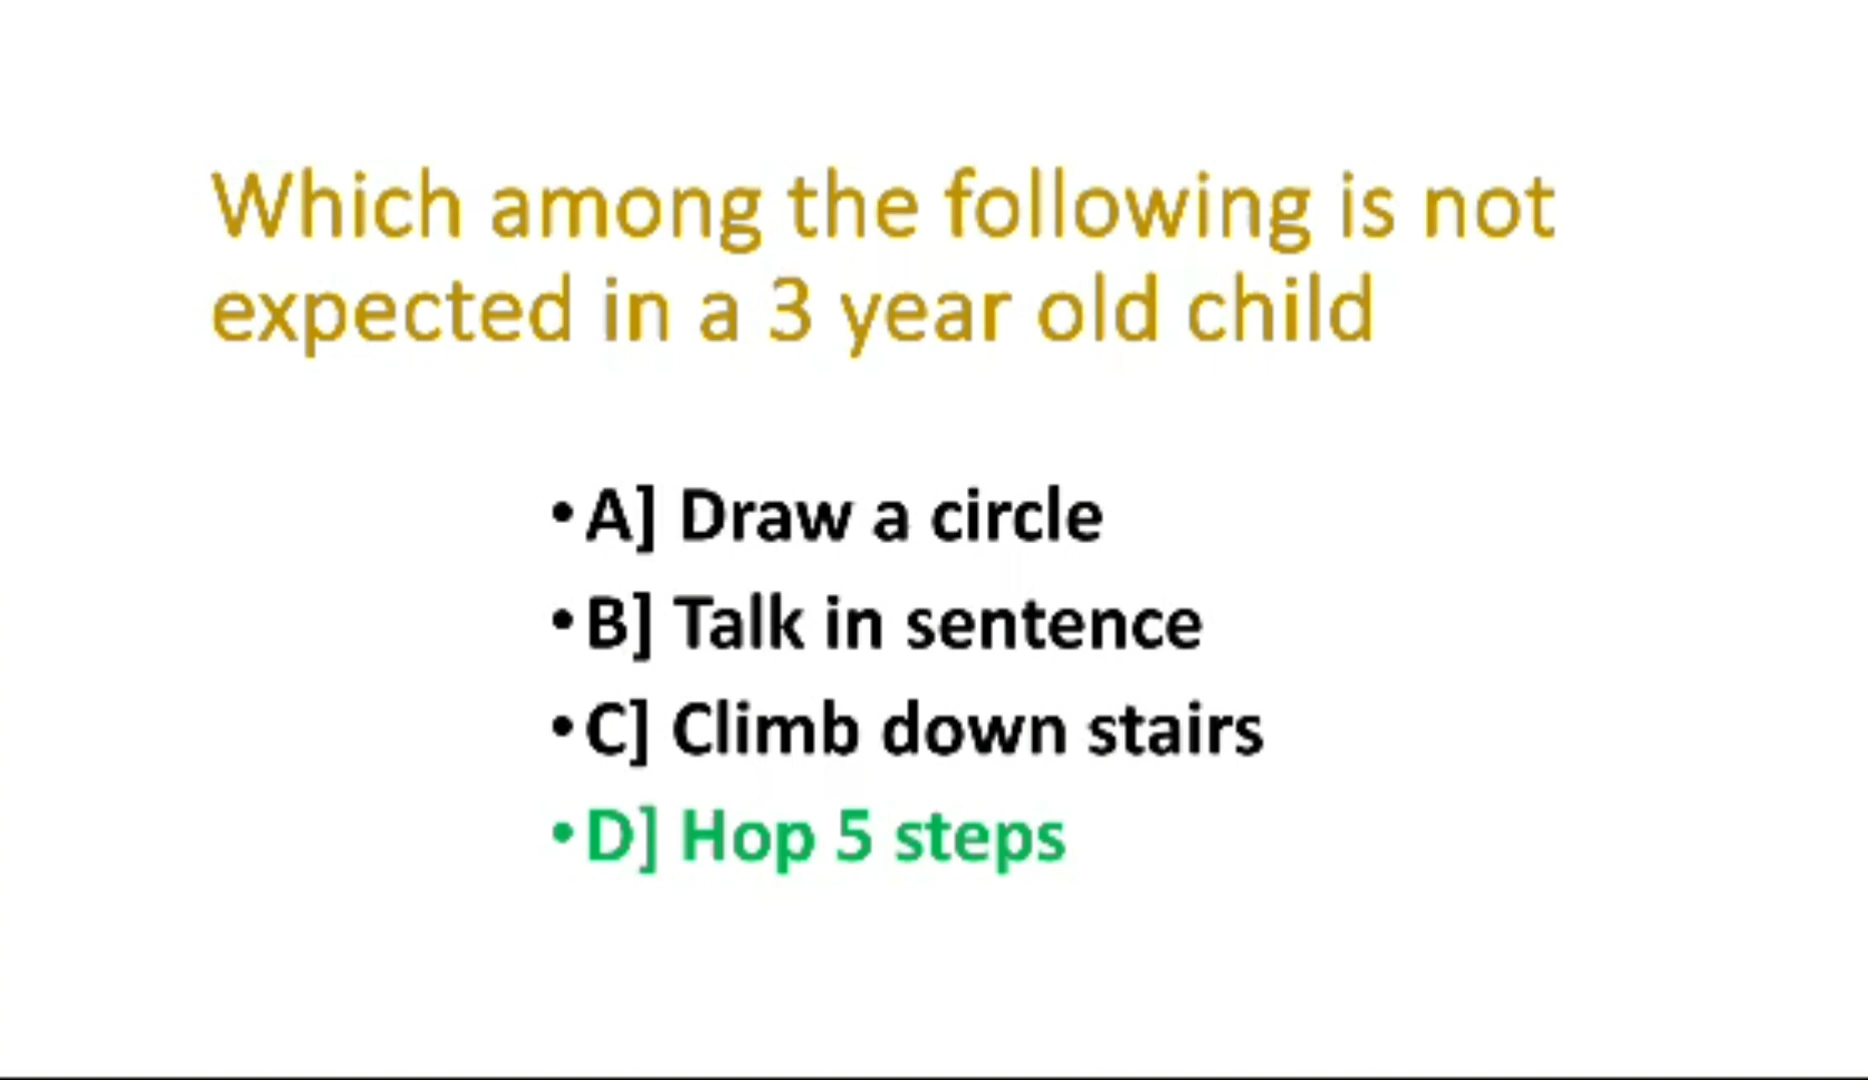 Which among the following is not
expected in a 3 year old child
• A] Draw a circle
• B] Talk in sentence
• C] Climb down stairs
• D] Hop 5 steps